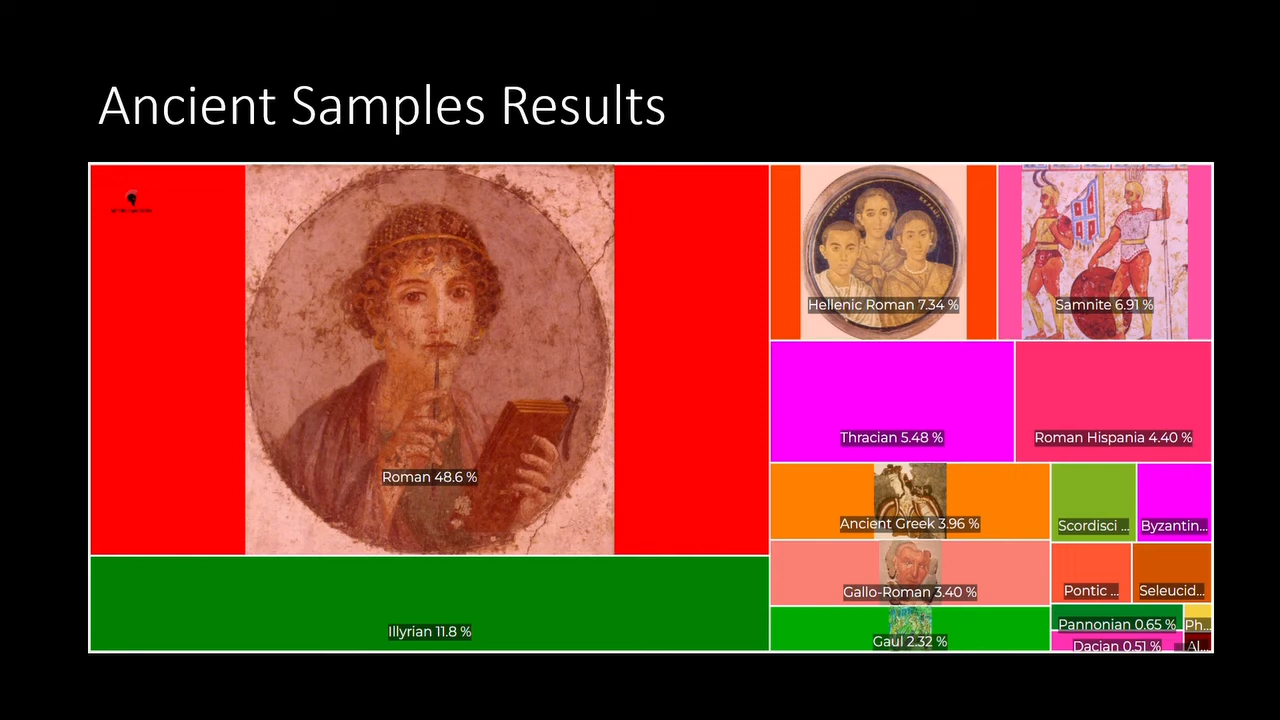 Ancient Samples Results
Roman 48.6 %
Illyrian 11.8 %
Hellenic Roman 7.34 %
Samnite 6.91 %
Thracian 5.48 %
Roman Hispania 4.40 %
Ancient Greek 3.96 %
Scordisci ...
Byzantin...
Gallo-Roman 3.40 %
Pontic ...
Seleucid...
Gaul 2.32 %
Pannonian 0.65 %
Ph...
Dacian 0.51 %
Al...